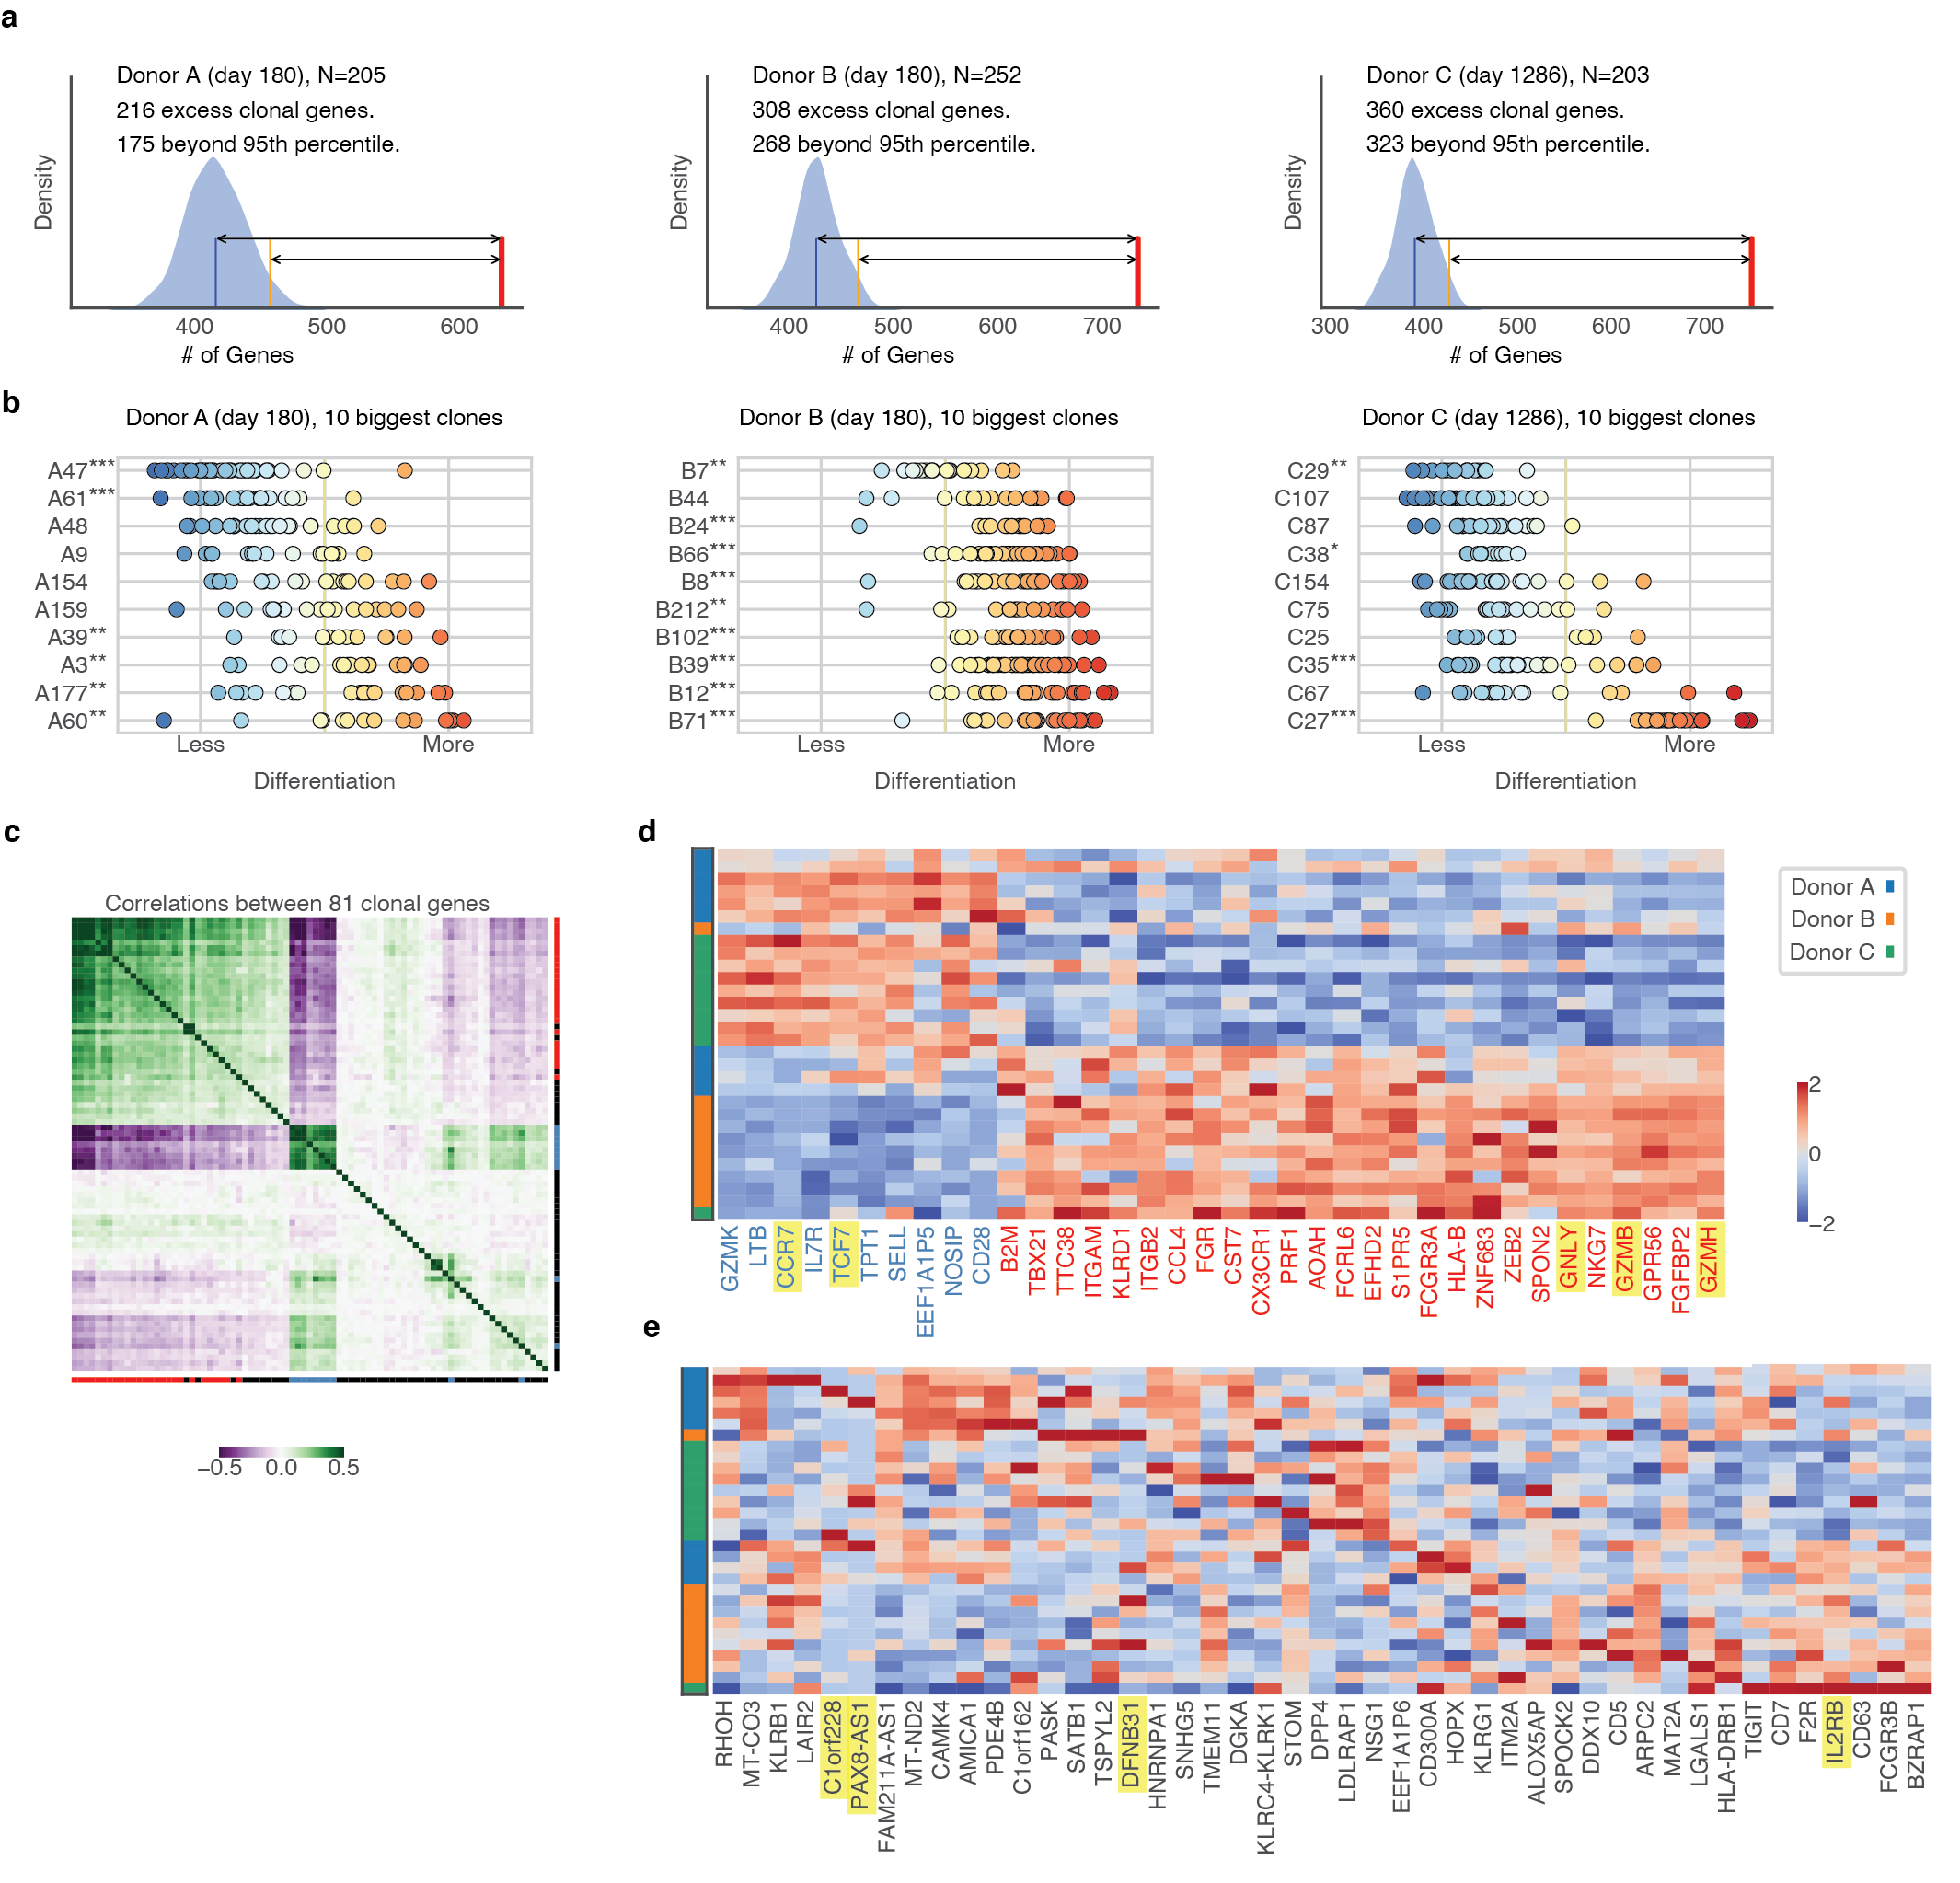 a
Donor A (day 180), N=205
216 excess clonal genes.
175 beyond 95th percentile.
Density
400 500 600
# of Genes
Donor B (day 180), N=252
308 excess clonal genes.
268 beyond 95th percentile.
Density
400 500 600 700
# of Genes
Donor C (day 1286), N=203
360 excess clonal genes.
323 beyond 95th percentile.
Density
300 400 500 600 700
# of Genes
b
Donor A (day 180), 10 biggest clones
A47***
A61***
A48
A9
A154
A159
A39**
A3**
A177**
A60**
Less More
Differentiation
Donor B (day 180), 10 biggest clones
B7**
B44
B24***
B66***
B8***
B212**
B102***
B39***
B12***
B71***
Less More
Differentiation
Donor C (day 1286), 10 biggest clones
C29**
C107
C87
C38*
C154
C75
C25
C35***
C67
C27***
Less More
Differentiation
c
Correlations between 81 clonal genes
−0.5 0.0 0.5
d
Donor A
Donor B
Donor C
2
0
−2
GZMK
LTB
CCR7
IL7R
TCF7
TPT1
SELL
EEF1A1P5
NOSIP
CD28
B2M
TBX21
TTC38
ITGAM
KLRD1
ITGB2
CCL4
FGR
CST7
CX3CR1
PRF1
AOAH
FCRL6
EFHD2
S1PR5
FCGR3A
HLA-B
ZNF683
ZEB2
SPON2
GNLY
NKG7
GZMB
GPR56
FGFBP2
GZMH
e
RHOH
MT-CO3
KLRB1
LAIR2
C1orf228
PAX8-AS1
FAM211A-AS1
MT-ND2
CAMK4
AMICA1
PDE4B
C1orf162
PASK
SATB1
TSPYL2
DFNB31
HNRNPA1
SNHG5
TMEM11
DGKA
KLRC4-KLRK1
STOM
DPP4
LDLRAP1
NSG1
EEF1A1P6
CD300A
HOPX
KLRG1
ITM2A
ALOX5AP
SPOCK2
DDX10
CD5
ARPC2
MAT2A
LGALS1
HLA-DRB1
TIGIT
CD7
F2R
IL2RB
CD63
FCGR3B
BZRAP1